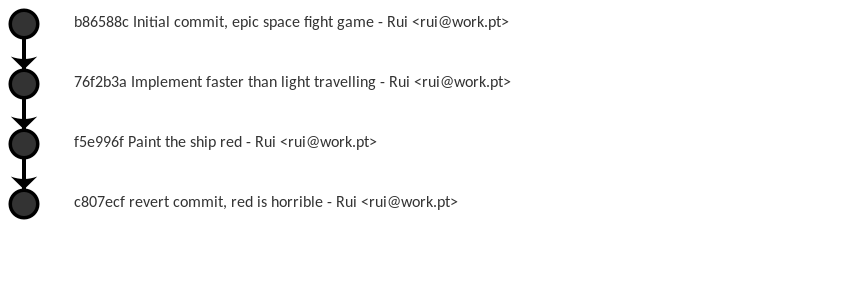 b86588c Initial commit, epic space fight game - Rui <rui@work.pt>
76f2b3a Implement faster than light travelling - Rui <rui@work.pt>
f5e996f Paint the ship red - Rui <rui@work.pt>
c807ecf revert commit, red is horrible - Rui <rui@work.pt>